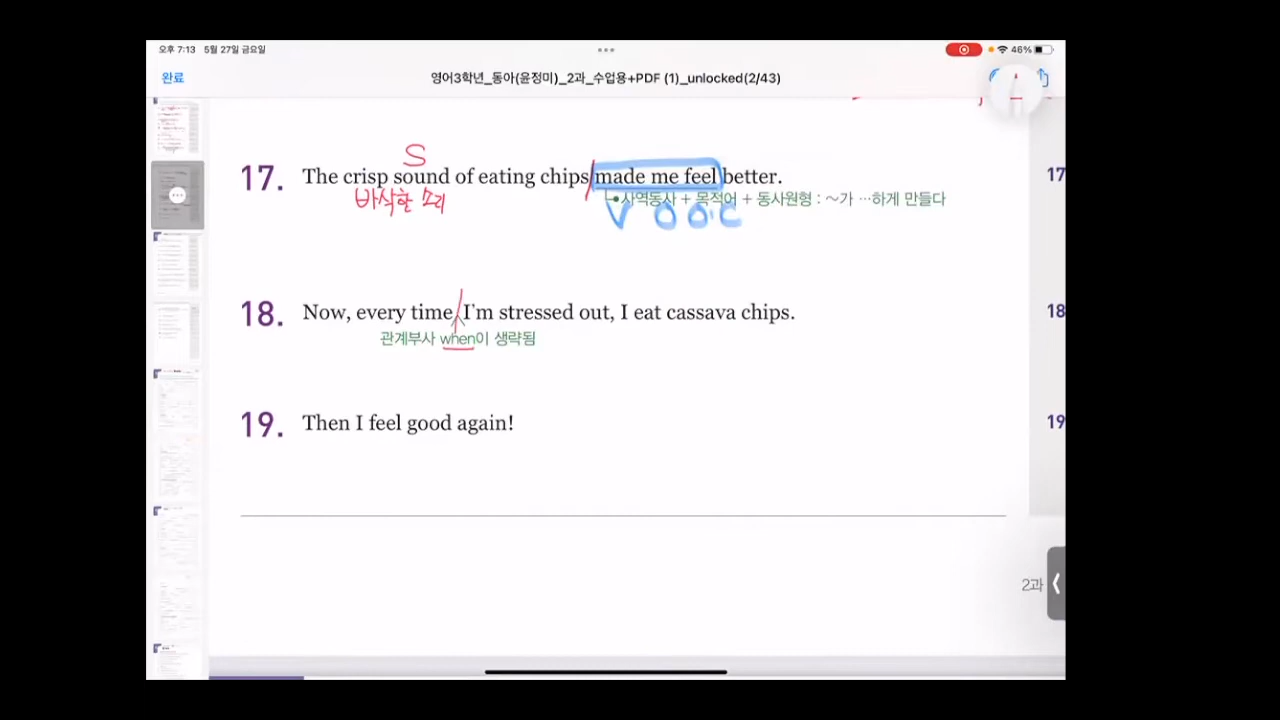 오후 7:13 5월 27일 금요일
46%
완료
영어3학년_동아(윤정미)_2과_수업용+PDF (1)_unlocked(2/43)
S
17. The crisp sound of eating chips made me feel better. 17
바삭한 소리
사역동사 + 목적어 + 동사원형 : ~가 …하게 만들다
V O O.C
18. Now, every time I'm stressed out, I eat cassava chips. 18
관계부사 when이 생략됨
19. Then I feel good again! 19
2과